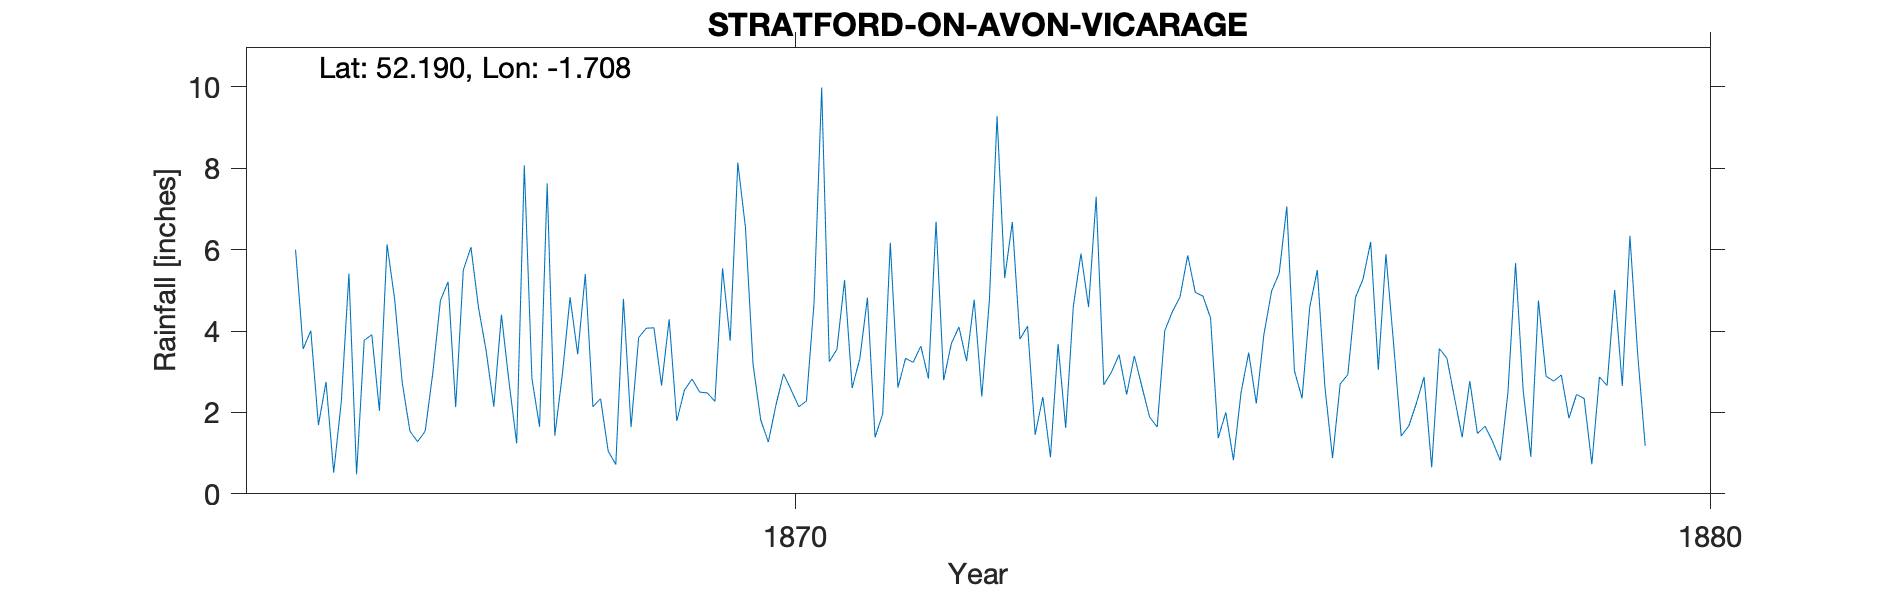 STRATFORD-ON-AVON-VICARAGE
Lat: 52.190, Lon: -1.708
10
8
6
4
2
0
Rainfall [inches]
1870
1880
Year